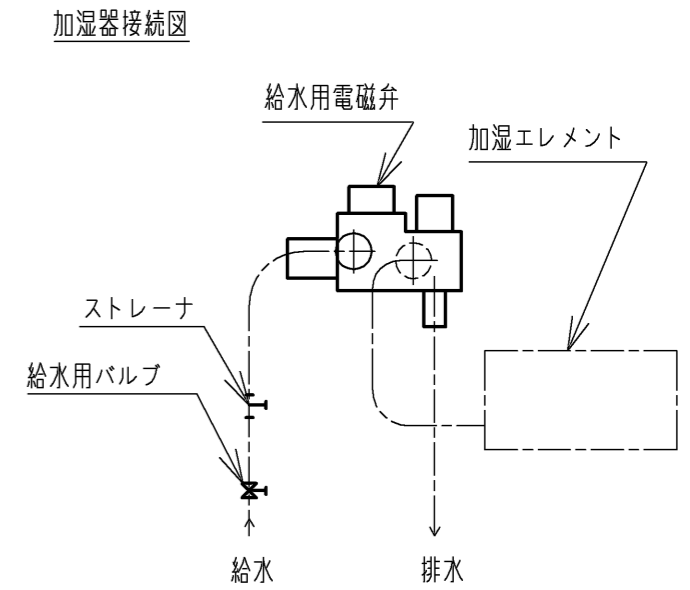 加湿器接続図
給水用電磁弁
加湿エレメント
ストレーナ
給水用バルブ
給水
排水